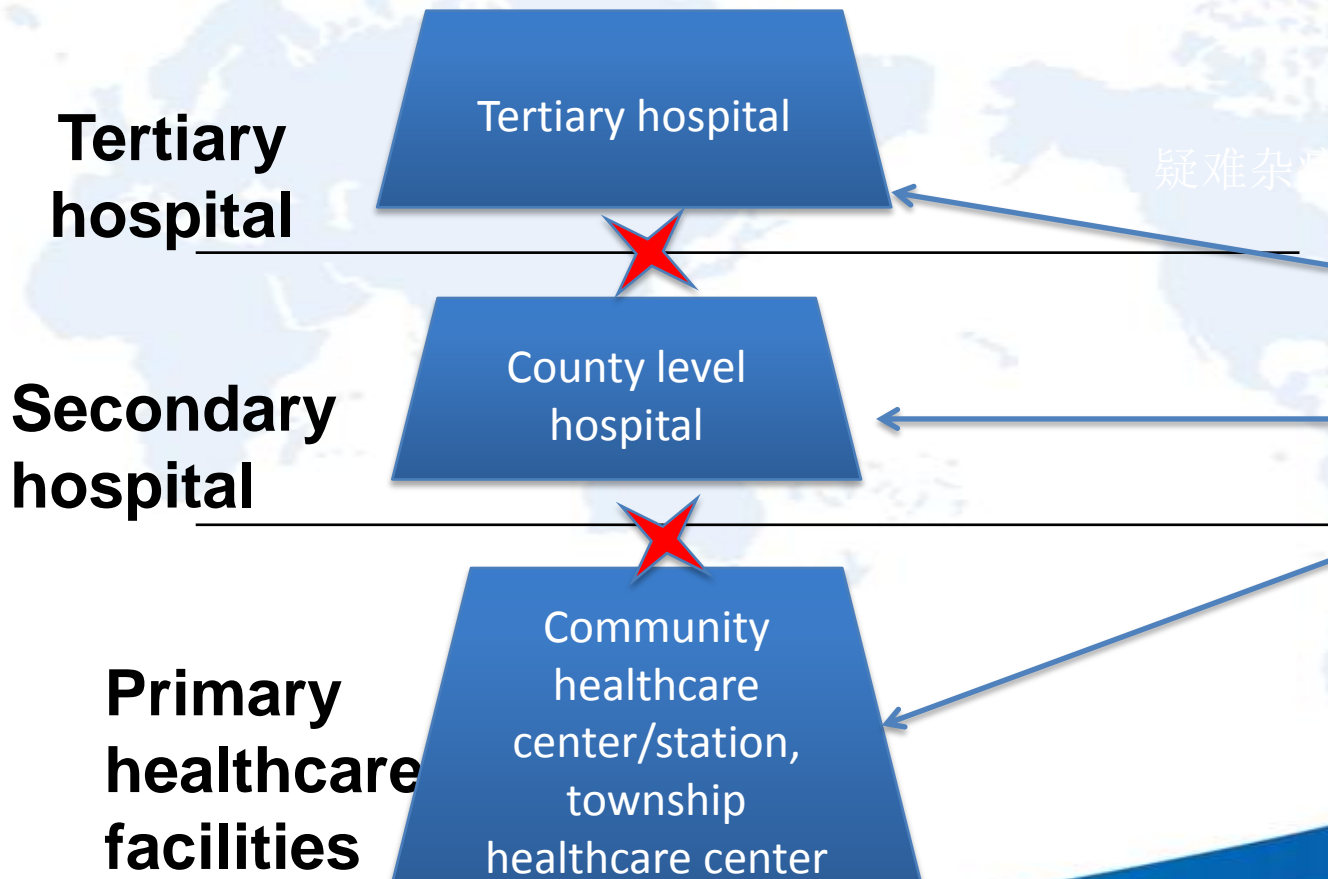 Tertiary
hospital
Tertiary hospital
疑难杂
Secondary
hospital
County level
hospital
Primary
healthcare
facilities
Community
healthcare
center/station,
township
healthcare center